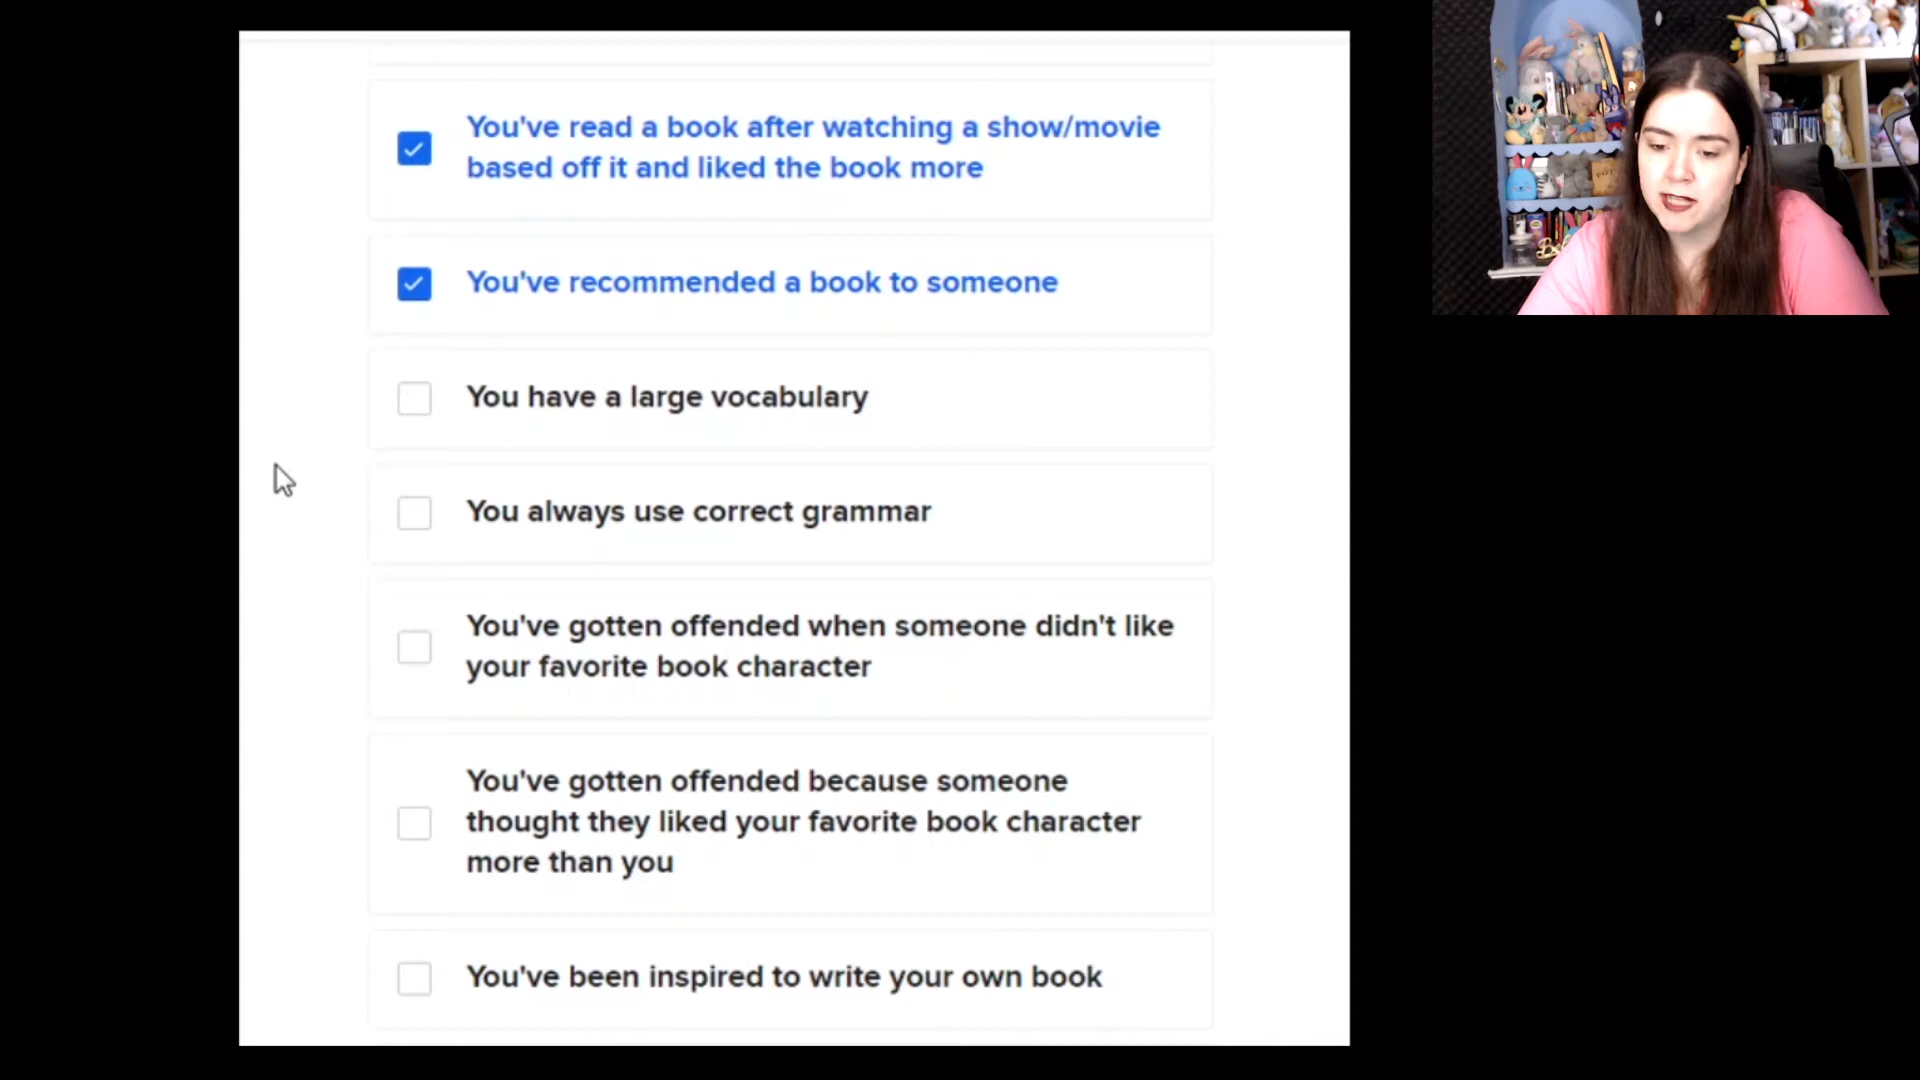 You've read a book after watching a show/movie
based off it and liked the book more
You've recommended a book to someone
You have a large vocabulary
You always use correct grammar
You've gotten offended when someone didn't like
your favorite book character
You've gotten offended because someone
thought they liked your favorite book character
more than you
You've been inspired to write your own book